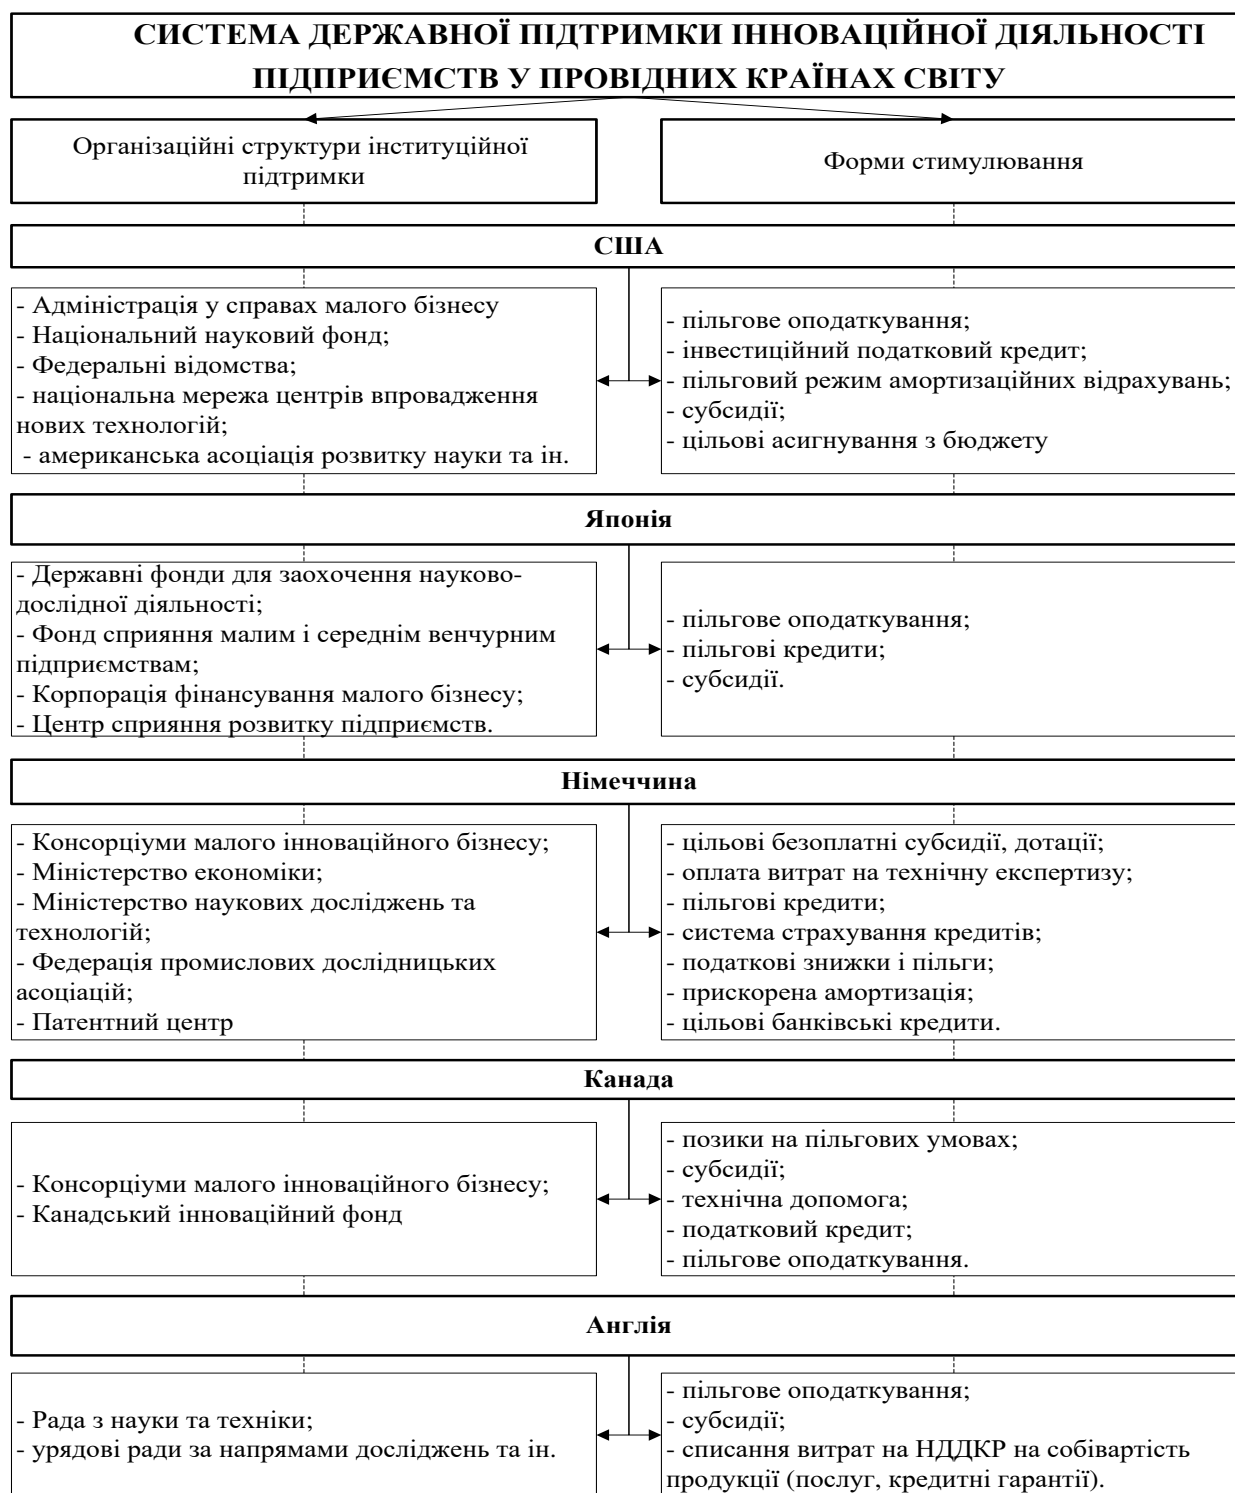 СИСТЕМА ДЕРЖАВНОЇ ПІДТРИМКИ ІННОВАЦІЙНОЇ ДІЯЛЬНОСТІ
ПІДПРИЄМСТВ У ПРОВІДНИХ КРАЇНАХ СВІТУ
Організаційні структури інституційної
підтримки
Форми стимулювання
США
- Адміністрація у справах малого бізнесу
- Національний науковий фонд;
- Федеральні відомства;
- національна мережа центрів впровадження
нових технологій;
- американська асоціація розвитку науки та ін.
- пільгове оподаткування;
- інвестиційний податковий кредит;
- пільговий режим амортизаційних відрахувань;
- субсидії;
- цільові асигнування з бюджету
Японія
- Державні фонди для заохочення науково-
дослідної діяльності;
- Фонд сприяння малим і середнім венчурним
підприємствам;
- Корпорація фінансування малого бізнесу;
- Центр сприяння розвитку підприємств.
- пільгове оподаткування;
- пільгові кредити;
- субсидії.
Німеччина
- Консорціуми малого інноваційного бізнесу;
- Міністерство економіки;
- Міністерство наукових досліджень та
технологій;
- Федерація промислових дослідницьких
асоціацій;
- Патентний центр
- цільові безоплатні субсидії, дотації;
- оплата витрат на технічну експертизу;
- пільгові кредити;
- система страхування кредитів;
- податкові знижки і пільги;
- прискорена амортизація;
- цільові банківські кредити.
Канада
- Консорціуми малого інноваційного бізнесу;
- Канадський інноваційний фонд
- позики на пільгових умовах;
- субсидії;
- технічна допомога;
- податковий кредит;
- пільгове оподаткування.
Англія
- Рада з науки та техніки;
- урядові ради за напрямами досліджень та ін.
- пільгове оподаткування;
- субсидії;
- списання витрат на НДДКР на собівартість
продукції (послуг, кредитні гарантії).